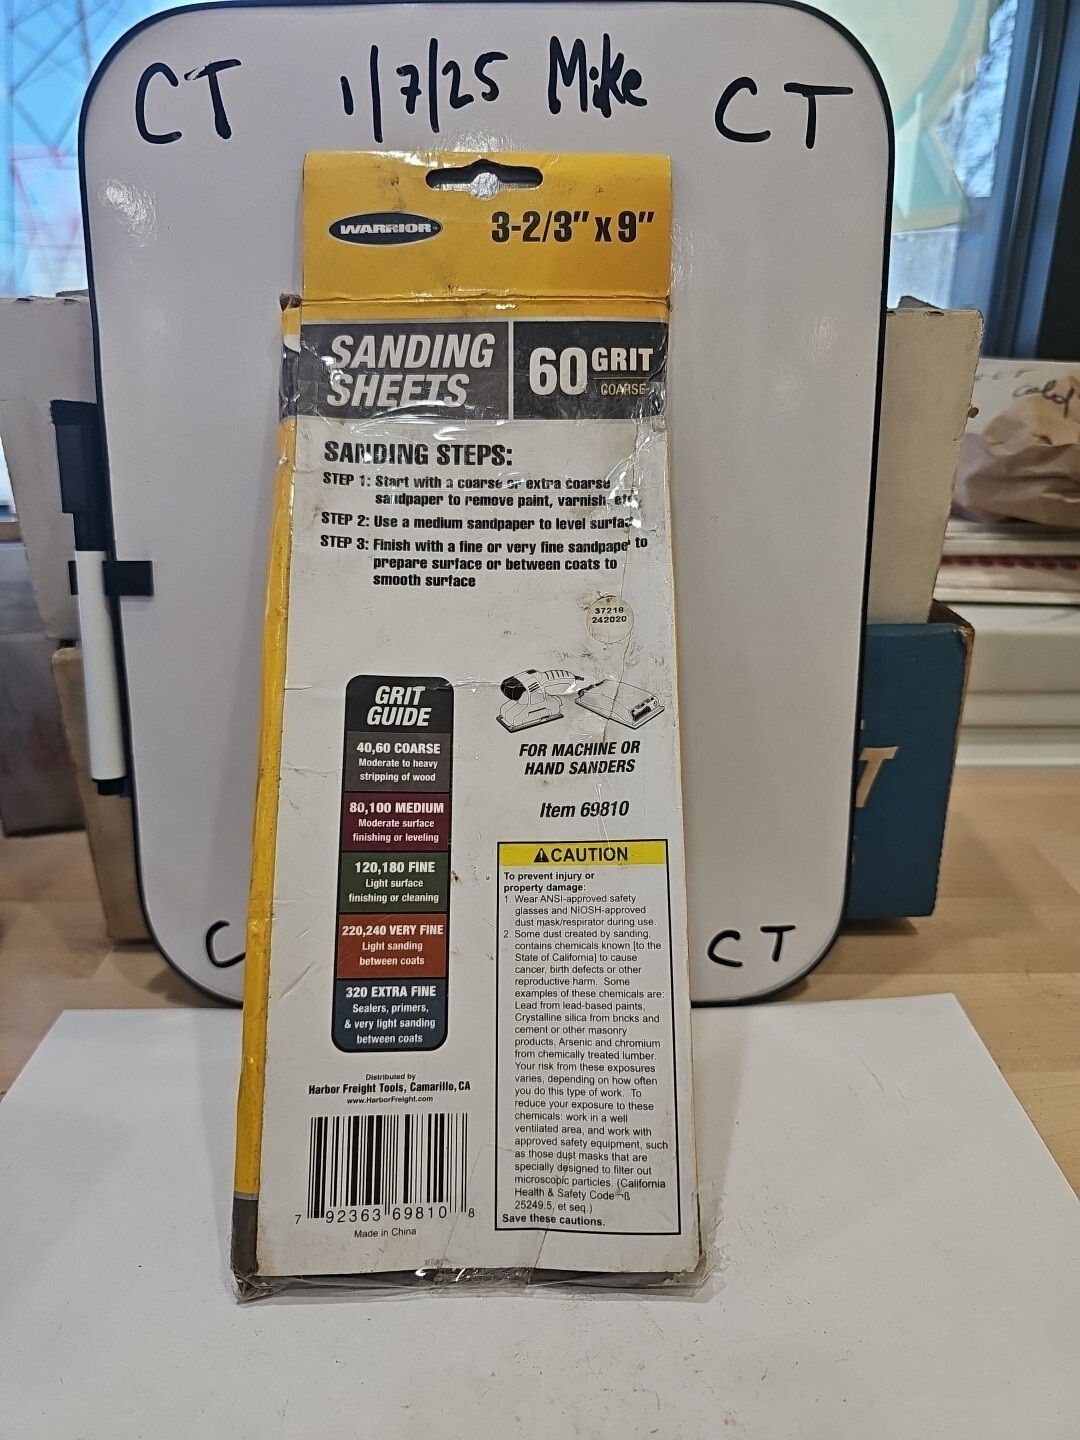 CT 1/7/25 Mike CT
WARRIOR
3-2/3" x 9"
SANDING
SHEETS
60 GRIT
COARSE
SANDING STEPS:
STEP 1: Start with a coarse or extra coarse
sandpaper to remove paint, varnish, etc.
STEP 2: Use a medium sandpaper to level
STEP 3: Finish with a fine or very fine sandpaper to
prepare surface or between coats to
smooth surface
37218
242020
GRIT
GUIDE
40,60 COARSE
Moderate to heavy
stripping of wood
80,100 MEDIUM
Moderate surface
finishing or leveling
120,180 FINE
Light surface
finishing or cleaning
220,240 VERY FINE
Light sanding
between coats
320 EXTRA FINE
Sealers, primers,
& very light sanding
between coats
FOR MACHINE OR
HAND SANDERS
Item 69810
CAUTION
To prevent injury or
property damage:
1. Wear ANSI-approved safety
glasses and NIOSH-approved
dust mask/respirator during use.
2. Some dust created by sanding,
contains chemicals known [to the
State of California] to cause
cancer, birth defects or other
reproductive harm. Some
examples of these chemicals are:
Lead from lead-based paints,
Crystalline silica from bricks and
cement or other masonry
products, Arsenic and chromium
from chemically treated lumber.
Your risk from these exposures
varies, depending on how often
you do this type of work. To
reduce your exposure to these
chemicals: work in a well
ventilated area, and work with
approved safety equipment, such
as those dust masks that are
specially designed to filter out
microscopic particles. (California
Health & Safety Code ¬ß
25249.5, et seq.)
Save these cautions.
Distributed by
Harbor Freight Tools, Camarillo, CA
www.HarborFreight.com
7 92363 69810 8
Made in China
C
CT
cold
T